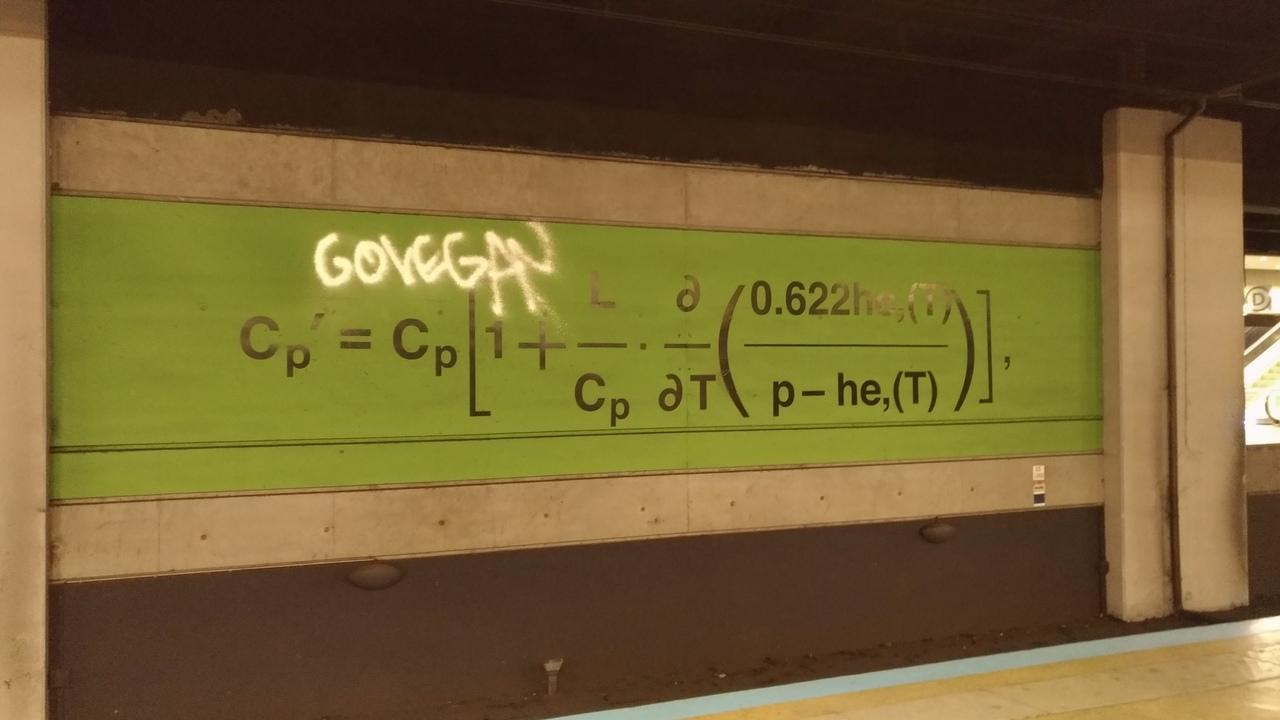 GOVEGAN
Cp′ = Cp[1 + L/Cp · ∂/∂T(0.622he,(T)/p − he,(T))],
D